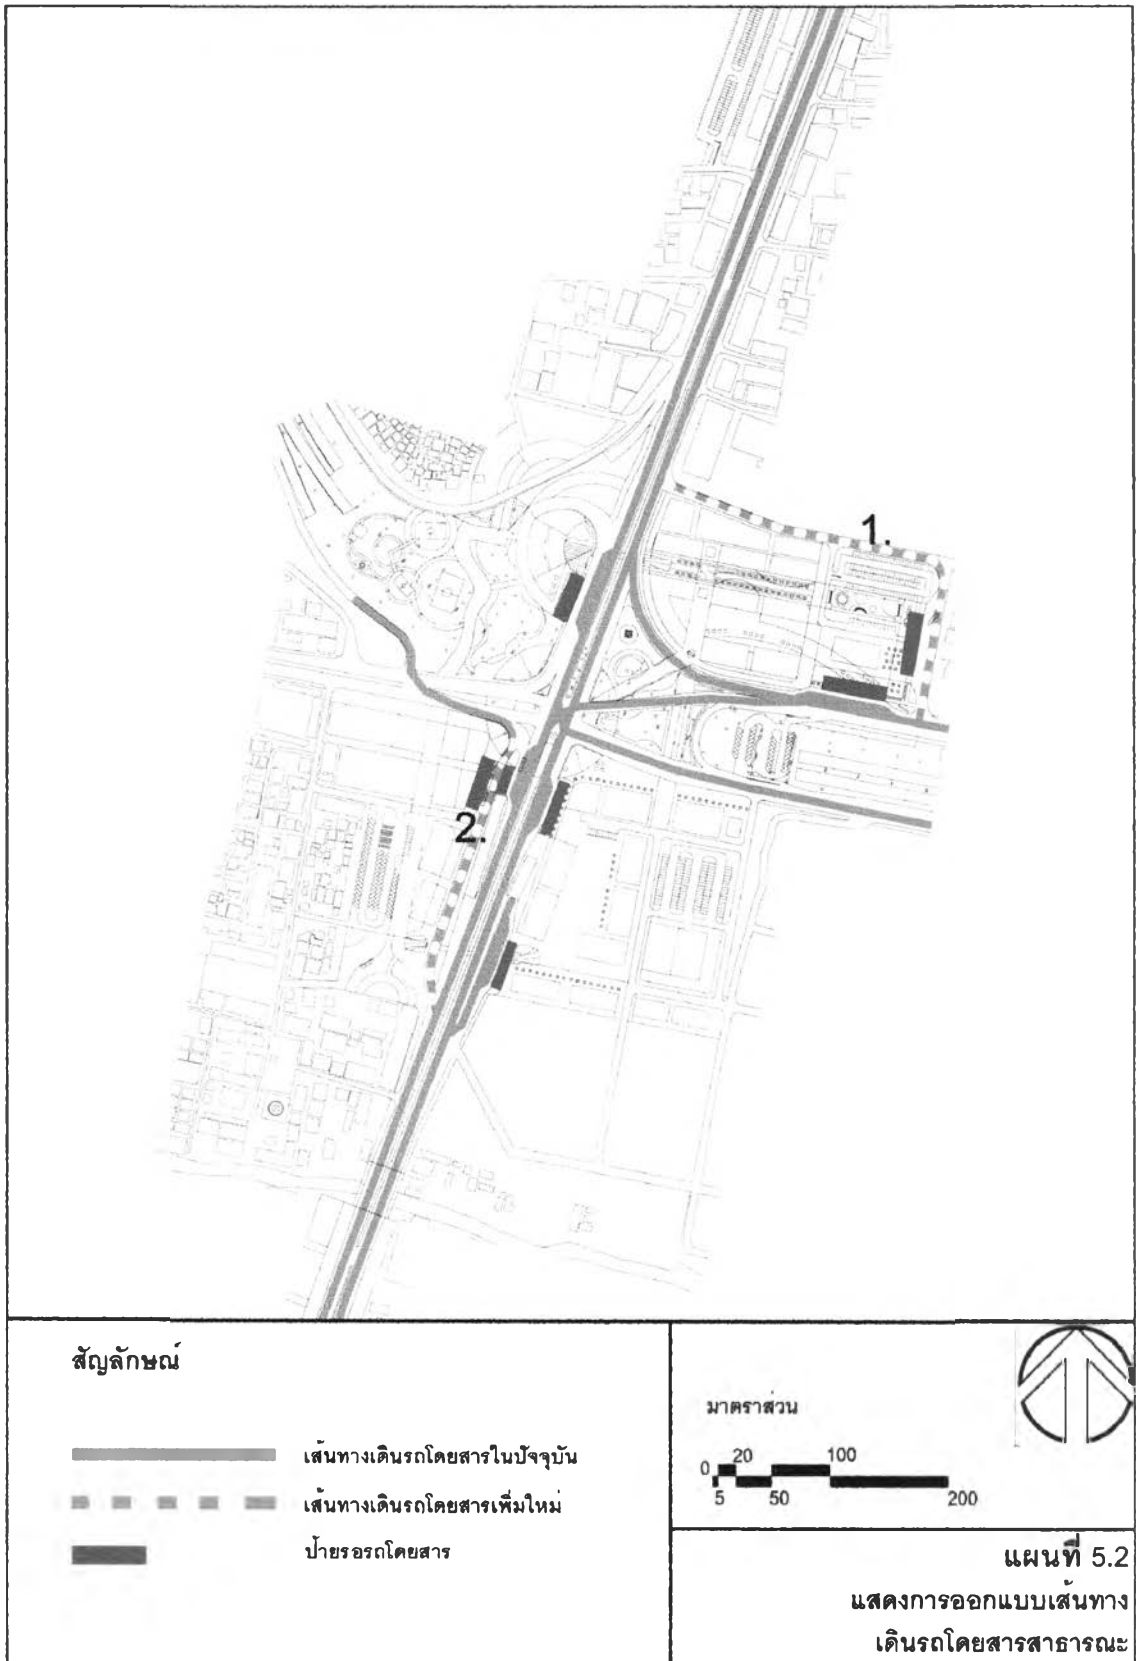 1.
2.
สัญลักษณ์
เส้นทางเดินรถโดยสารในปัจจุบัน
เส้นทางเดินรถโดยสารเพิ่มใหม่
ป้ายรอรถโดยสาร
มาตราส่วน
0 20 100
5 50 200
แผนที่ 5.2
แสดงการออกแบบเส้นทาง
เดินรถโดยสารสาธารณะ